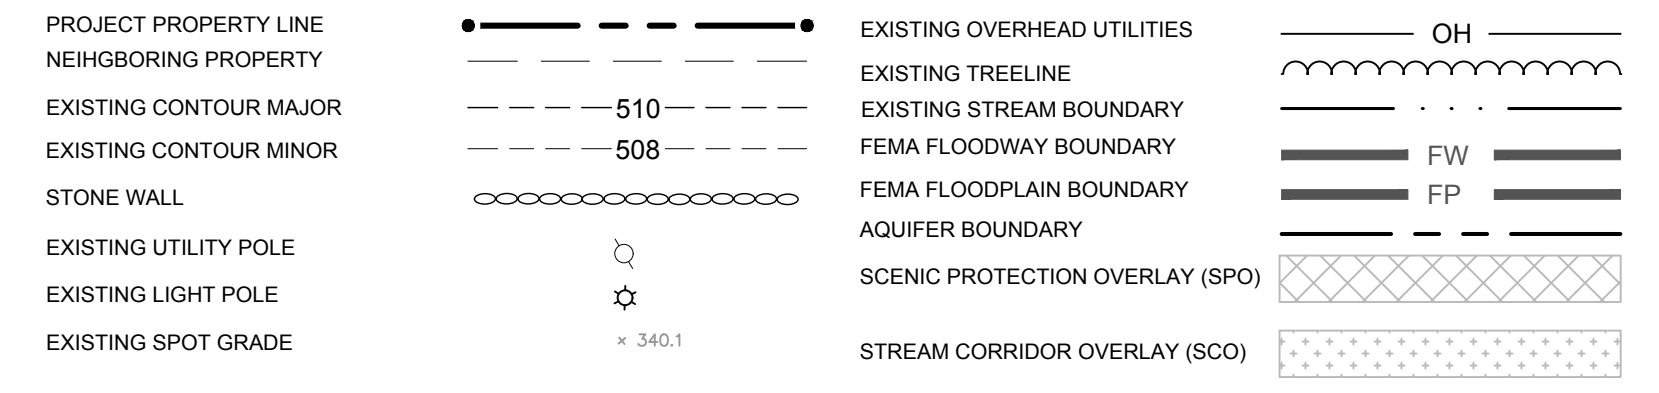 PROJECT PROPERTY LINE
NEIHGBORING PROPERTY
EXISTING CONTOUR MAJOR
510
EXISTING CONTOUR MINOR
508
STONE WALL
EXISTING UTILITY POLE
EXISTING LIGHT POLE
EXISTING SPOT GRADE
× 340.1
EXISTING OVERHEAD UTILITIES
OH
EXISTING TREELINE
EXISTING STREAM BOUNDARY
FEMA FLOODWAY BOUNDARY
FW
FEMA FLOODPLAIN BOUNDARY
FP
AQUIFER BOUNDARY
SCENIC PROTECTION OVERLAY (SPO)
STREAM CORRIDOR OVERLAY (SCO)